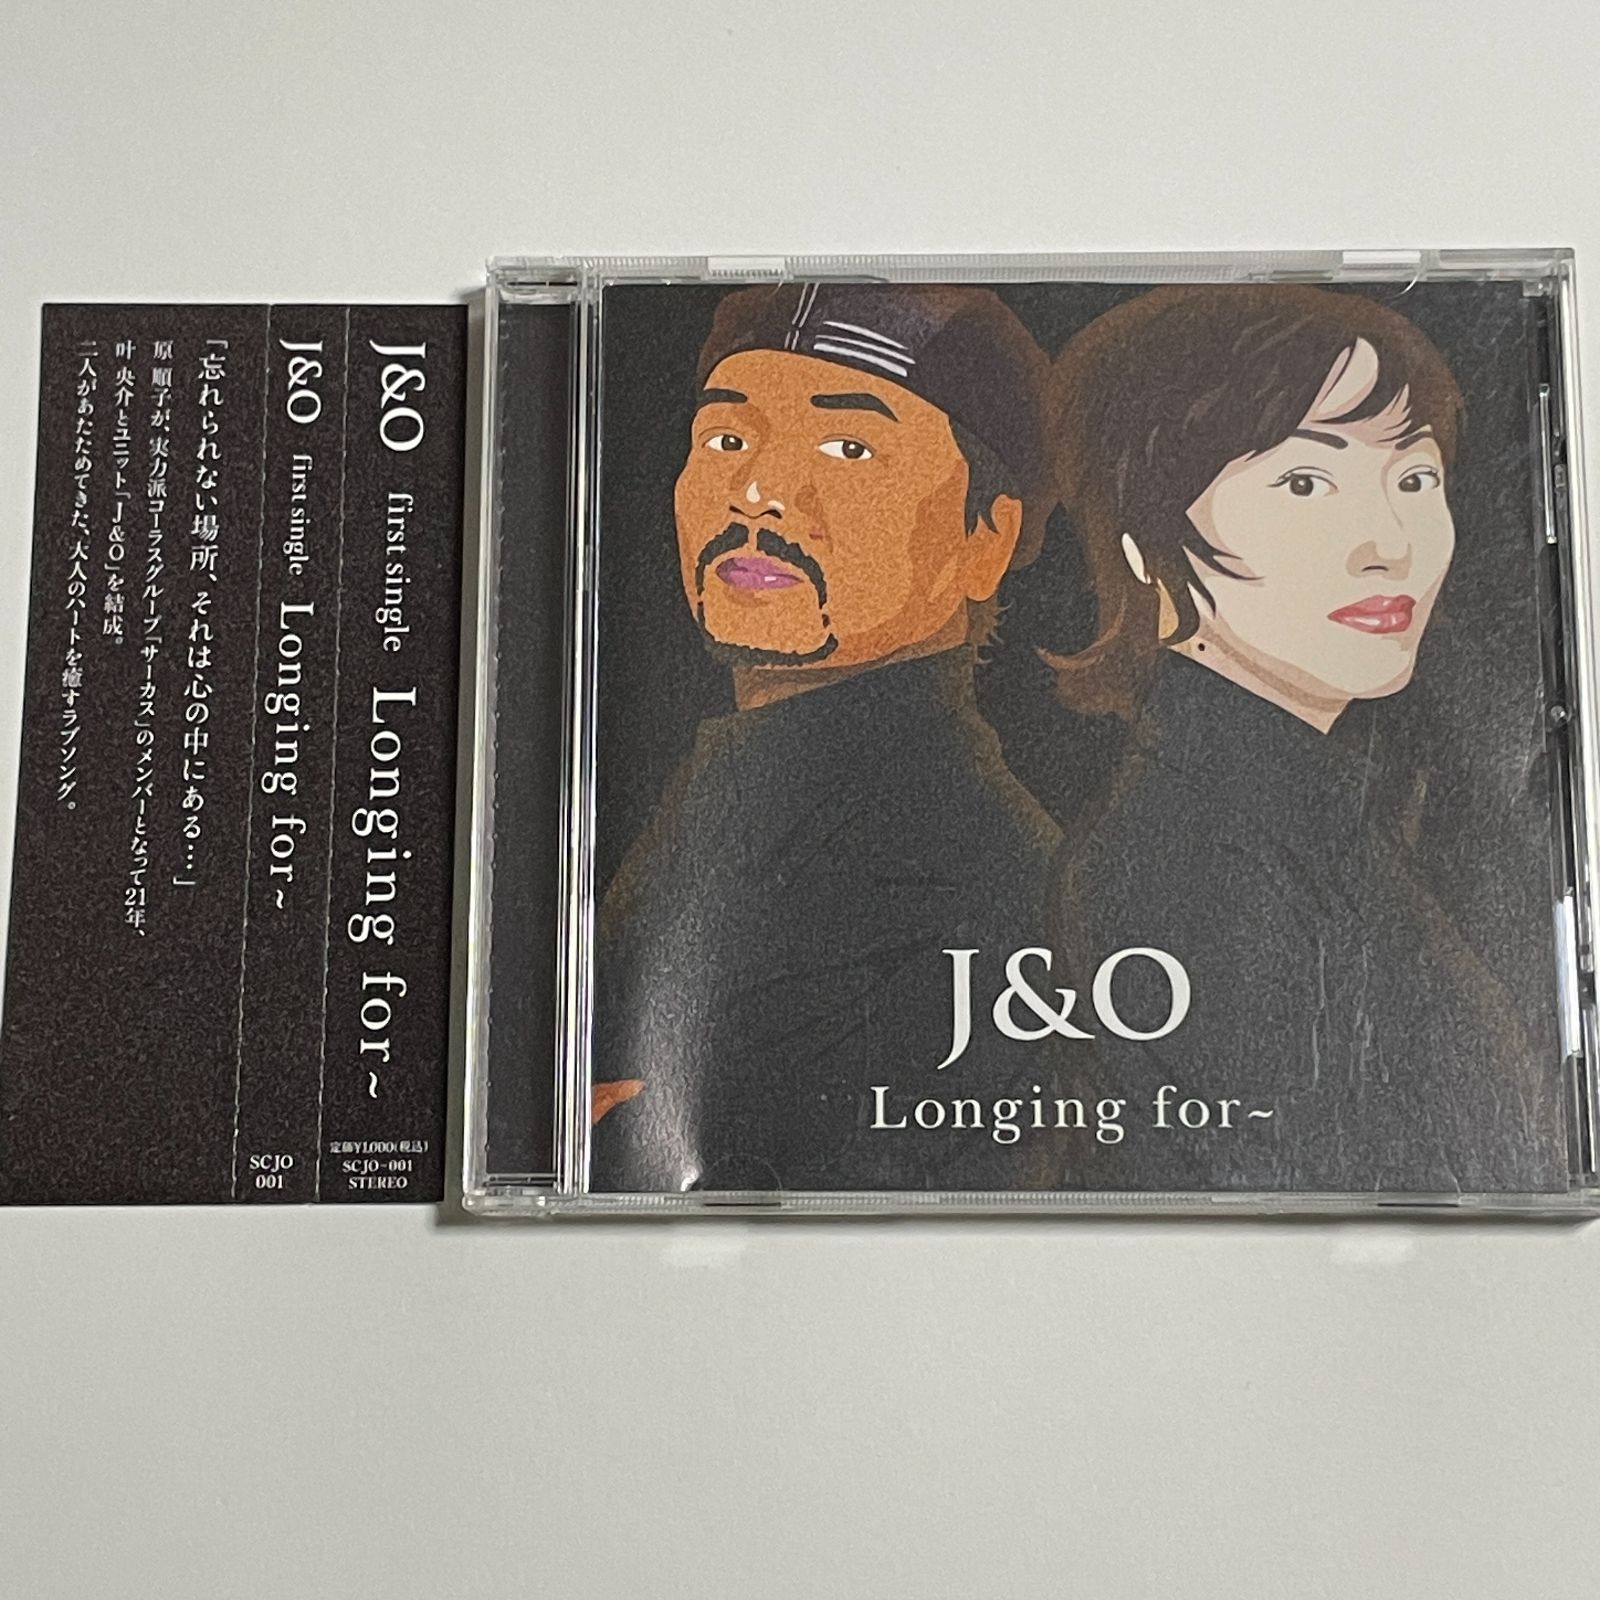 J&O first single Longing for~
定価¥1,000(税込)
SCJO-001
STEREO
J&O first single Longing for~
SCJO
001
「忘れられない場所、それは心の中にある…」
原 順子が、実力派コーラスグループ「サーカス」のメンバーとなって21年、
叶 央介とユニット「J&O」を結成。
二人があたためてきた、大人のハートを癒すラブソング。
J&O
Longing for~